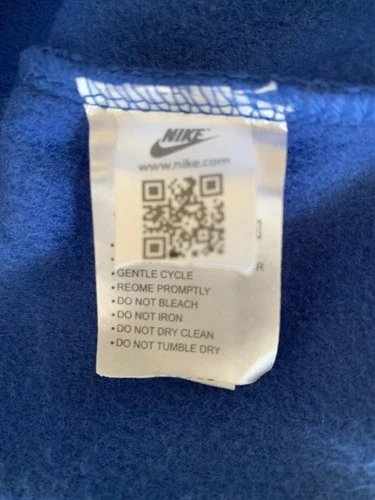 NIKE
www.nike.com
R
• GENTLE CYCLE
• REOME PROMPTLY
• DO NOT BLEACH
• DO NOT IRON
• DO NOT DRY CLEAN
• DO NOT TUMBLE DRY